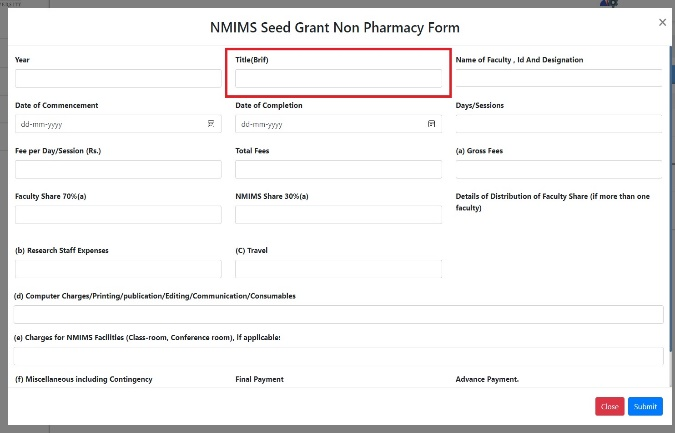 NMIMS Seed Grant Non Pharmacy Form
×
Year
Title(Brif)
Name of Faculty , Id And Designation
Date of Commencement
Date of Completion
Days/Sessions
dd-mm-yyyy
dd-mm-yyyy
Fee per Day/Session (Rs.)
Total Fees
(a) Gross Fees
Faculty Share 70%(a)
NMIMS Share 30%(a)
Details of Distribution of Faculty Share (if more than one
faculty)
(b) Research Staff Expenses
(C) Travel
(d) Computer Charges/Printing/publication/Editing/Communication/Consumables
(e) Charges for NMIMS Facilities (Class-room, Conference room), if applicable:
(f) Miscellaneous including Contingency
Final Payment
Advance Payment.
Close
Submit